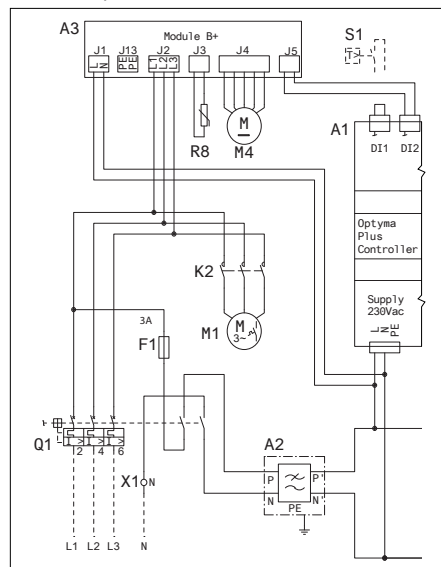 A3
Module B+
J1
J13
J2
J3
J4
J5
L
N
PE
PE
L1
L2
L3
S1
A1
R8
M
M4
DI1
DI2
Optyma
Plus
Controller
K2
Supply
230Vac
3A
F1
M1
M
3~
L
N
PE
Q1
I >
I >
I >
2
4
6
A2
X1
N
P
P'
N
N'
PE
L1
L2
L3
N